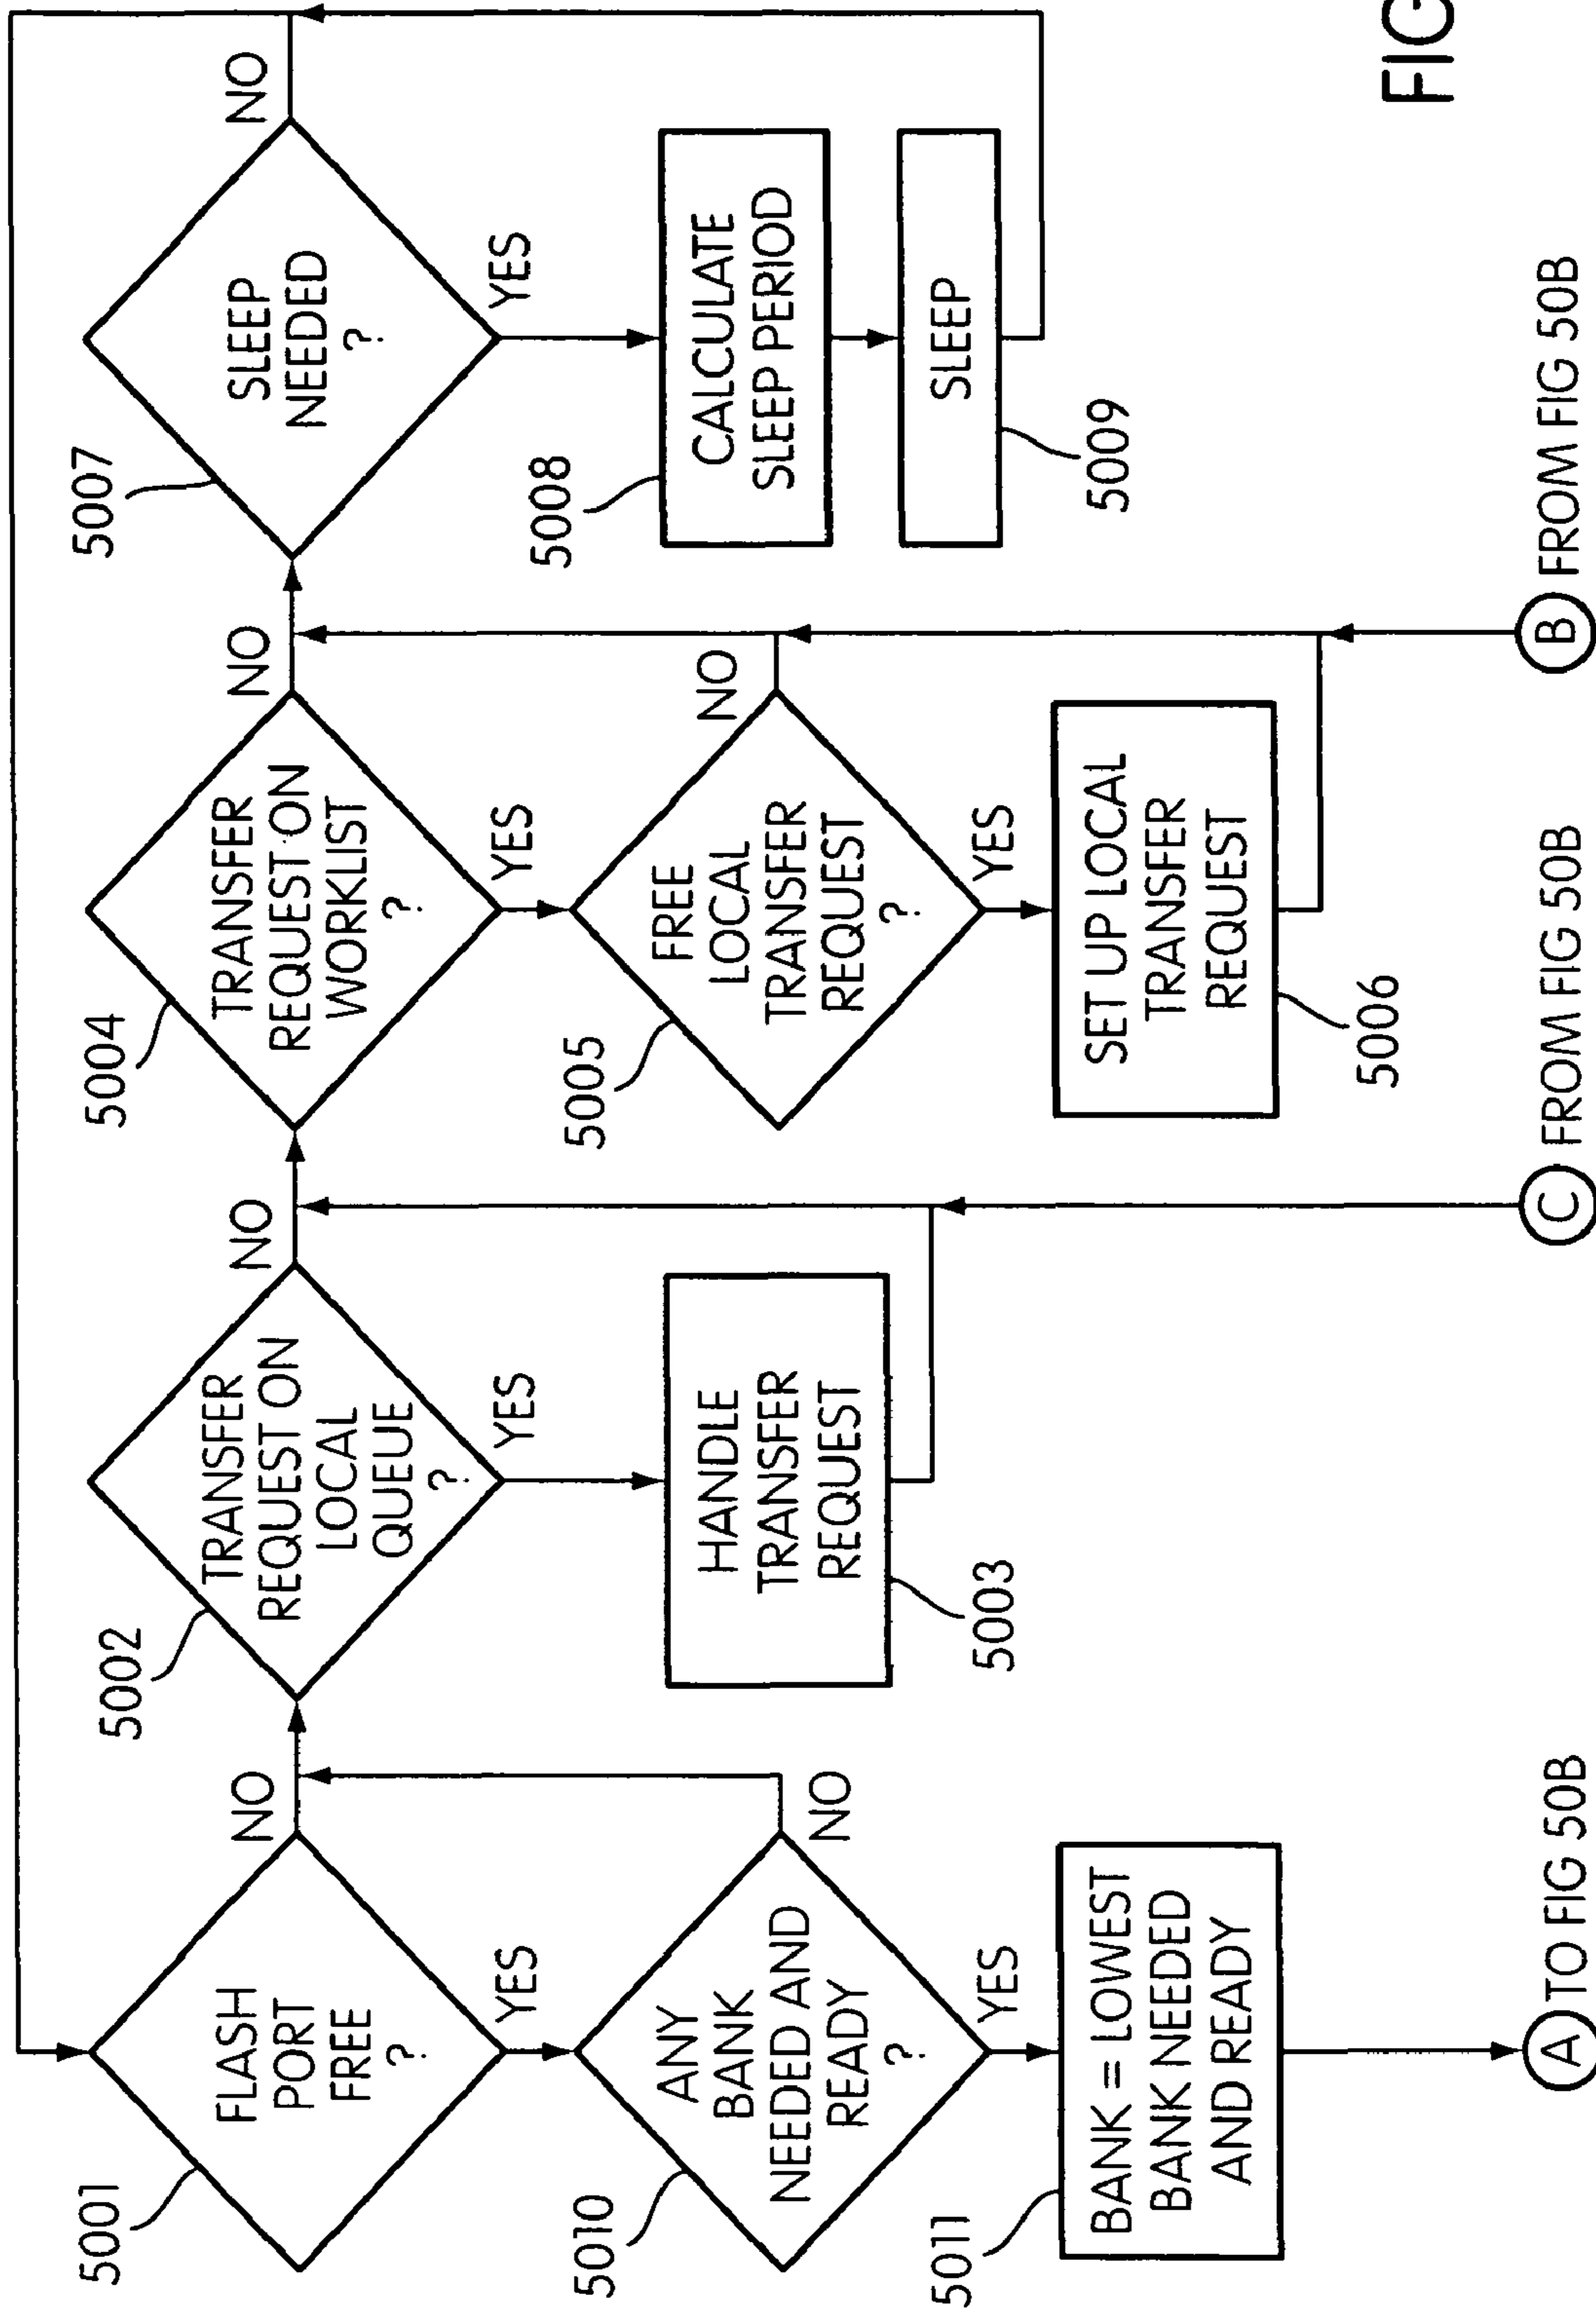 5001
FLASH
PORT
FREE
?
NO
YES
5010
ANY
BANK
NEEDED AND
READY
?
NO
YES
5011
BANK = LOWEST
BANK NEEDED
AND READY
A TO FIG 50B
5002
TRANSFER
REQUEST ON
LOCAL
QUEUE
?
NO
YES
HANDLE
TRANSFER
REQUEST
5003
C FROM FIG 50B
5004
TRANSFER
REQUEST ON
WORKLIST
?
NO
YES
5005
FREE
LOCAL
TRANSFER
REQUEST
?
NO
YES
SET UP LOCAL
TRANSFER
REQUEST
5006
B FROM FIG 50B
5007
SLEEP
NEEDED
?
NO
YES
5008
CALCULATE
SLEEP PERIOD
SLEEP
5009
FIG